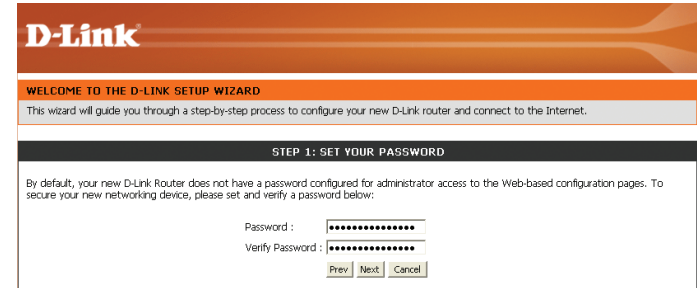 D-Link
WELCOME TO THE D-LINK SETUP WIZARD
This wizard will guide you through a step-by-step process to configure your new D-Link router and connect to the Internet.
STEP 1: SET YOUR PASSWORD
By default, your new D-Link Router does not have a password configured for administrator access to the Web-based configuration pages. To
secure your new networking device, please set and verify a password below:
Password : •••••••••••••••
Verify Password : •••••••••••••••
Prev Next Cancel